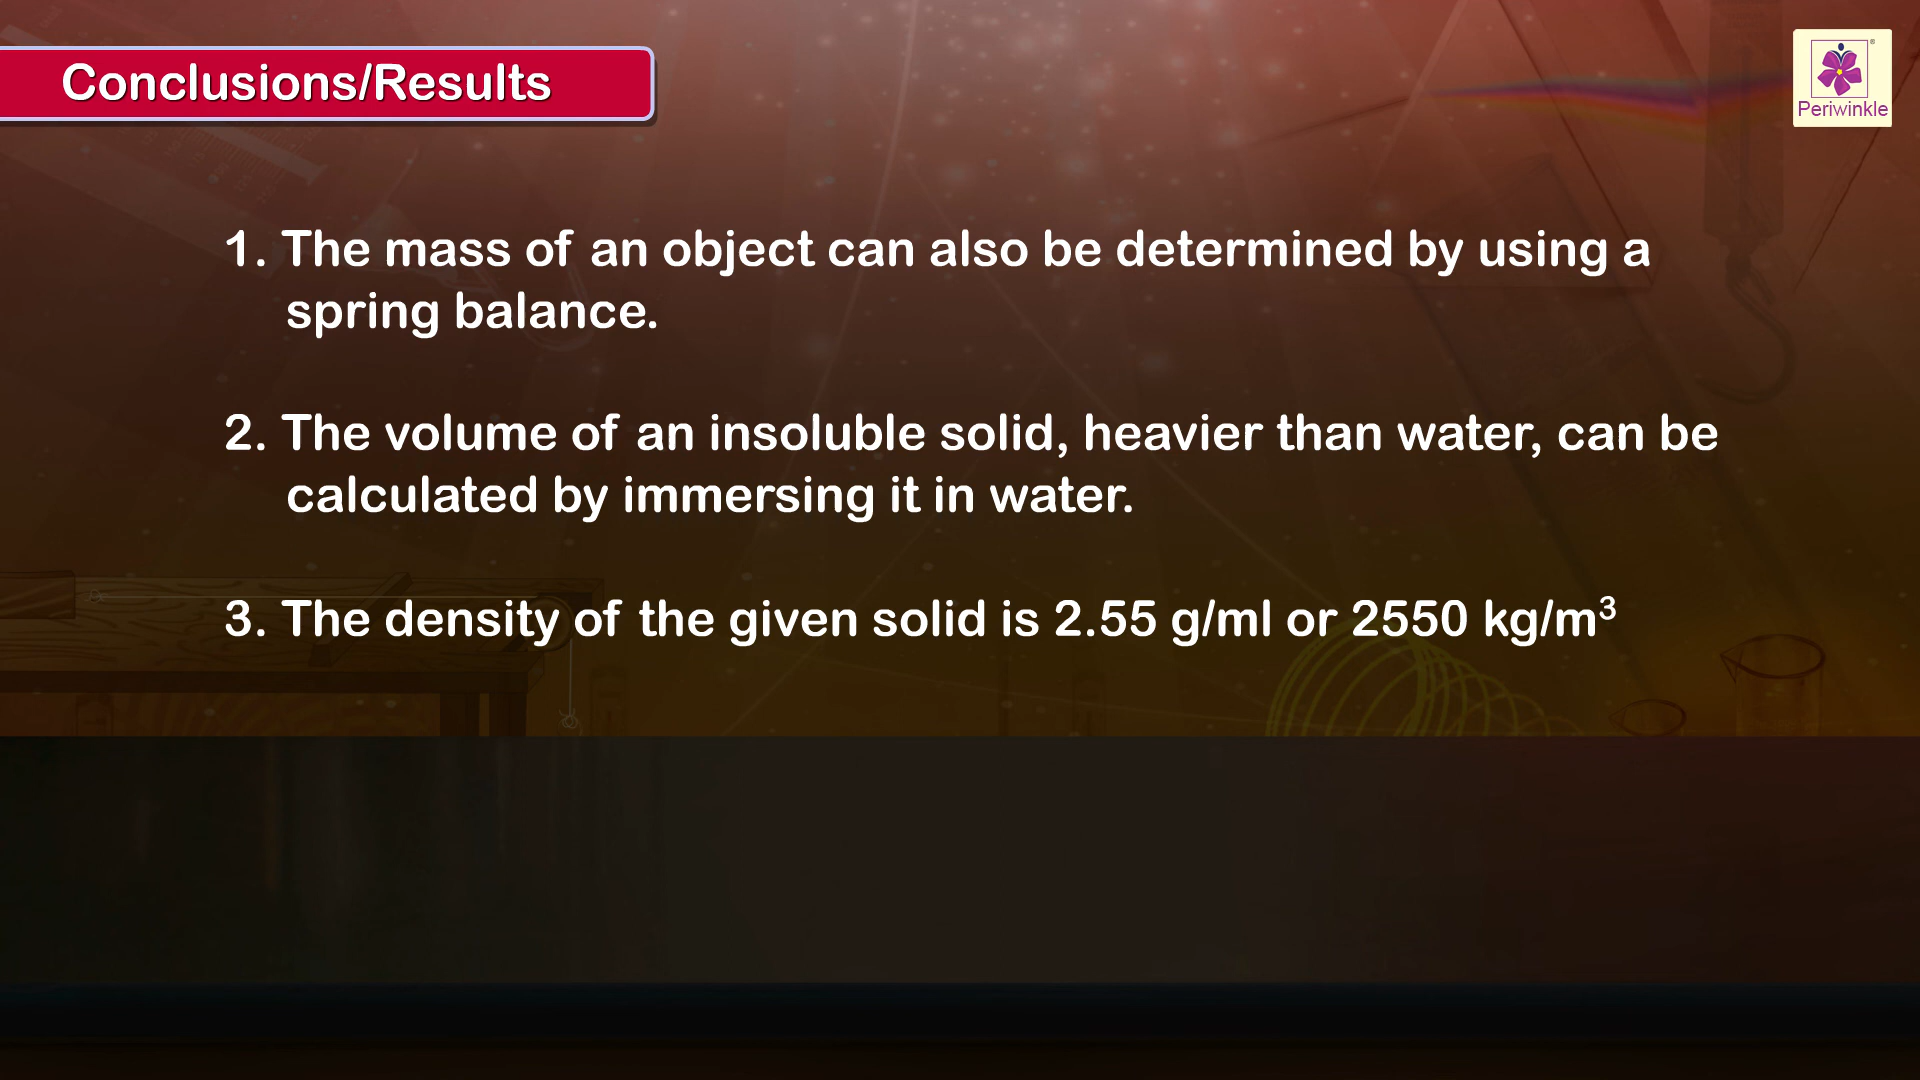 Conclusions/Results
Periwinkle
1. The mass of an object can also be determined by using a
spring balance.
2. The volume of an insoluble solid, heavier than water, can be
calculated by immersing it in water.
3. The density of the given solid is 2.55 g/ml or 2550 kg/m³